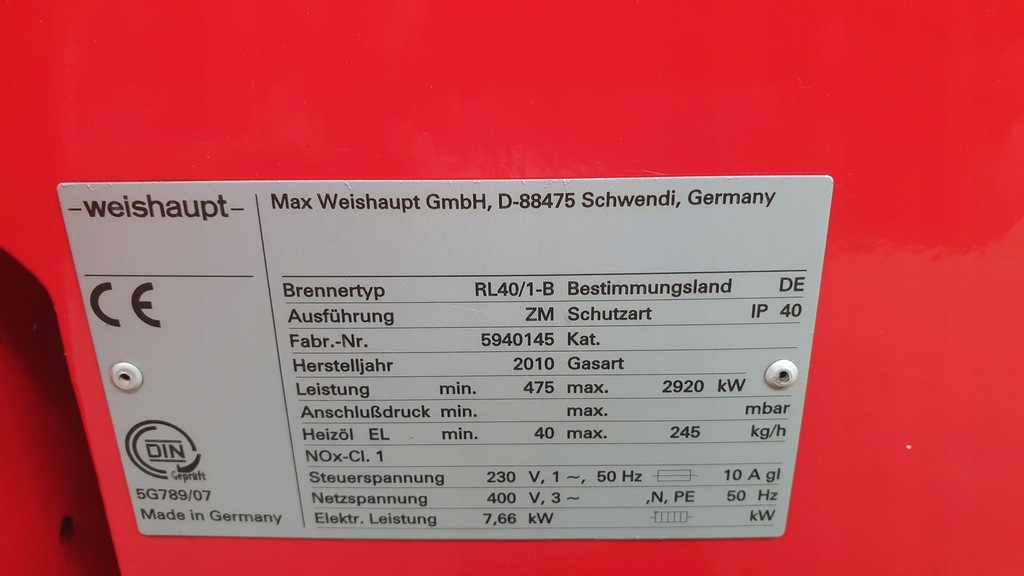 -weishaupt-
Max Weishaupt GmbH, D-88475 Schwendi, Germany
CE
Brennertyp RL40/1-B Bestimmungsland DE
Ausführung ZM Schutzart IP 40
Fabr.-Nr. 5940145 Kat.
Herstelljahr 2010 Gasart
Leistung min. 475 max. 2920 kW
Anschlußdruck min. max. mbar
Heizöl EL min. 40 max. 245 kg/h
NOx-Cl. 1
Steuerspannung 230 V, 1 ~, 50 Hz 10 A gl
Netzspannung 400 V, 3 ~ ,N, PE 50 Hz
Elektr. Leistung 7,66 kW kW
DIN
Geprüft
5G789/07
Made in Germany